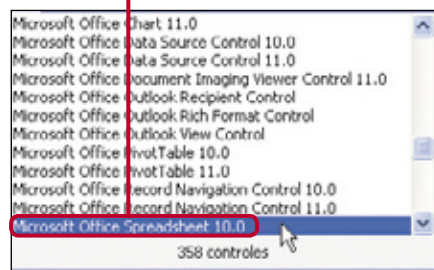 Microsoft Office Chart 11.0
Microsoft Office Data Source Control 10.0
Microsoft Office Data Source Control 11.0
Microsoft Office Document Imaging Viewer Control 11.0
Microsoft Office Outlook Recipient Control
Microsoft Office Outlook Rich Format Control
Microsoft Office Outlook View Control
Microsoft Office PivotTable 10.0
Microsoft Office PivotTable 11.0
Microsoft Office Record Navigation Control 10.0
Microsoft Office Record Navigation Control 11.0
Microsoft Office Spreadsheet 10.0
358 controles